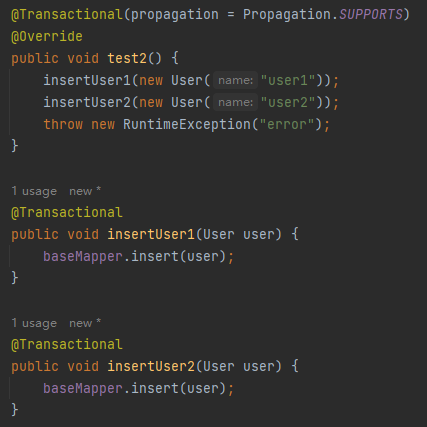 @Transactional(propagation = Propagation.SUPPORTS)
@Override
public void test2() {
    insertUser1(new User( name: "user1"));
    insertUser2(new User( name: "user2"));
    throw new RuntimeException("error");
}
1 usage   new *
@Transactional
public void insertUser1(User user) {
    baseMapper.insert(user);
}
1 usage   new *
@Transactional
public void insertUser2(User user) {
    baseMapper.insert(user);
}